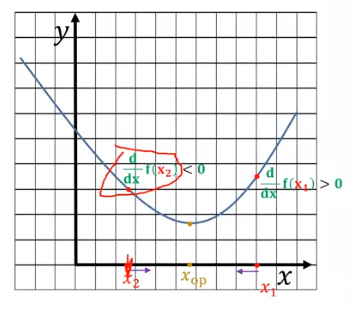 y
d/dx f(x₂) < 0
d/dx f(x₁) > 0
x₂
xop
x₁
x